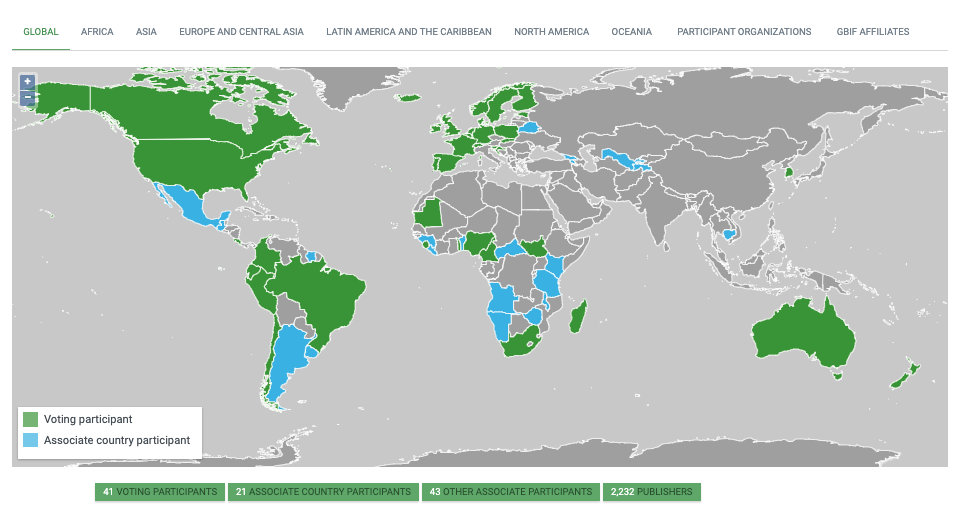 GLOBAL AFRICA ASIA EUROPE AND CENTRAL ASIA LATIN AMERICA AND THE CARIBBEAN NORTH AMERICA OCEANIA PARTICIPANT ORGANIZATIONS GBIF AFFILIATES
+
−
Voting participant
Associate country participant
41 VOTING PARTICIPANTS 21 ASSOCIATE COUNTRY PARTICIPANTS 43 OTHER ASSOCIATE PARTICIPANTS 2,232 PUBLISHERS